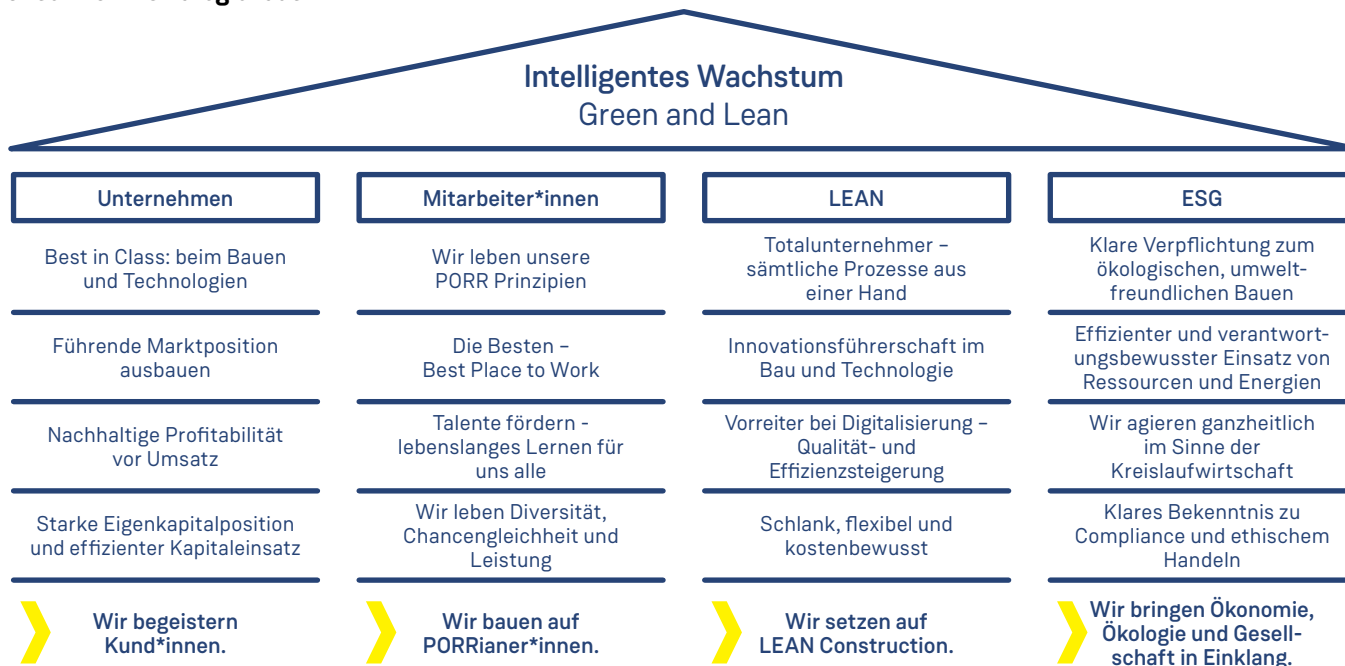 Intelligentes Wachstum
Green and Lean
Unternehmen
Best in Class: beim Bauen
und Technologien
Führende Marktposition
ausbauen
Nachhaltige Profitabilität
vor Umsatz
Starke Eigenkapitalposition
und effizienter Kapitaleinsatz
Wir begeistern
Kund*innen.
Mitarbeiter*innen
Wir leben unsere
PORR Prinzipien
Die Besten –
Best Place to Work
Talente fördern -
lebenslanges Lernen für
uns alle
Wir leben Diversität,
Chancengleichheit und
Leistung
Wir bauen auf
PORRianer*innen.
LEAN
Totalunternehmer –
sämtliche Prozesse aus
einer Hand
Innovationsführerschaft im
Bau und Technologie
Vorreiter bei Digitalisierung –
Qualität- und
Effizienzsteigerung
Schlank, flexibel und
kostenbewusst
Wir setzen auf
LEAN Construction.
ESG
Klare Verpflichtung zum
ökologischen, umwelt-
freundlichen Bauen
Effizienter und verantwort-
ungsbewusster Einsatz von
Ressourcen und Energien
Wir agieren ganzheitlich
im Sinne der
Kreislaufwirtschaft
Klares Bekenntnis zu
Compliance und ethischem
Handeln
Wir bringen Ökonomie,
Ökologie und Gesell-
schaft in Einklang.